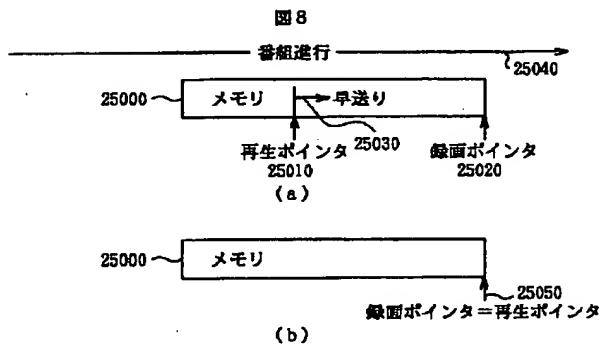 図8
番組進行
25040
25000
メモリ
早送り
25030
再生ポインタ
25010
録画ポインタ
25020
(a)
25000
メモリ
25050
録画ポインタ=再生ポインタ
(b)